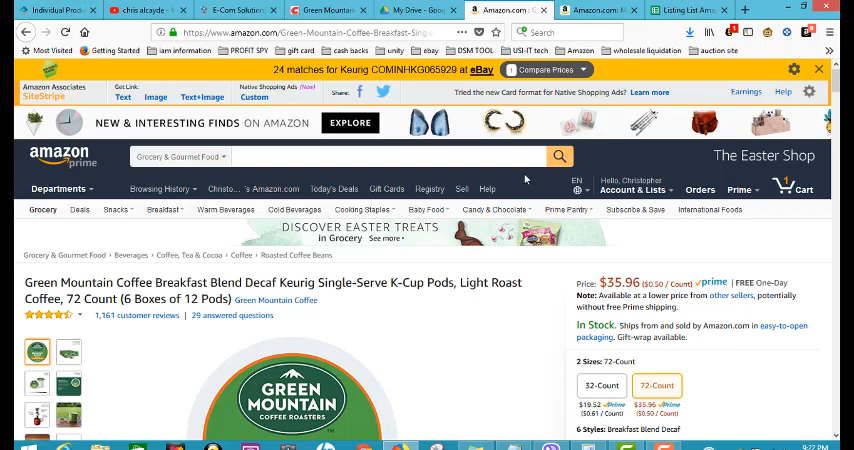 Individual Produ
chris alcayde -
E-Com Solution
Green Mountain
My Drive - Goog
Amazon.com : G
Amazon.com: M
Listing List Ama
https://www.amazon.com/Green-Mountain-Coffee-Breakfast-Sing
Search
Most Visited
Getting Started
iam information
PROFIT SPY
gift card
cash backs
unity
ebay
DSM TOOL
USI-IT tech
Amazon
wholesale liquidation
auction site
24 matches for Keurig COMINHKG065929 at eBay
1 Compare Prices
Amazon Associates
SiteStripe
Get Link:
Text
Image
Text+Image
Native Shopping Ads (New!)
Custom
Share:
Tried the new Card format for Native Shopping Ads? Learn more
Earnings
Help
NEW & INTERESTING FINDS ON AMAZON
EXPLORE
amazon
prime
Grocery & Gourmet Food
The Easter Shop
Departments
Browsing History
Christo... 's Amazon.com
Today's Deals
Gift Cards
Registry
Sell
Help
EN
Hello, Christopher
Account & Lists
Orders
Prime
1
Cart
Grocery
Deals
Snacks
Breakfast
Warm Beverages
Cold Beverages
Cooking Staples
Baby Food
Candy & Chocolate
Prime Pantry
Subscribe & Save
International Foods
DISCOVER EASTER TREATS
in Grocery See more
Grocery & Gourmet Food › Beverages › Coffee, Tea & Cocoa › Coffee › Roasted Coffee Beans
Green Mountain Coffee Breakfast Blend Decaf Keurig Single-Serve K-Cup Pods, Light Roast
Coffee, 72 Count (6 Boxes of 12 Pods) Green Mountain Coffee
1,161 customer reviews | 29 answered questions
GREEN
MOUNTAIN
COFFEE ROASTERS
Price: $35.96 ($0.50 / Count) prime | FREE One-Day
Note: Available at a lower price from other sellers, potentially
without free Prime shipping.
In Stock. Ships from and sold by Amazon.com in easy-to-open
packaging. Gift-wrap available.
2 Sizes: 72-Count
32-Count
72-Count
$19.52 Prime
($0.61 / Count)
$35.96 Prime
($0.50 / Count)
6 Styles: Breakfast Blend Decaf
9:22 PM